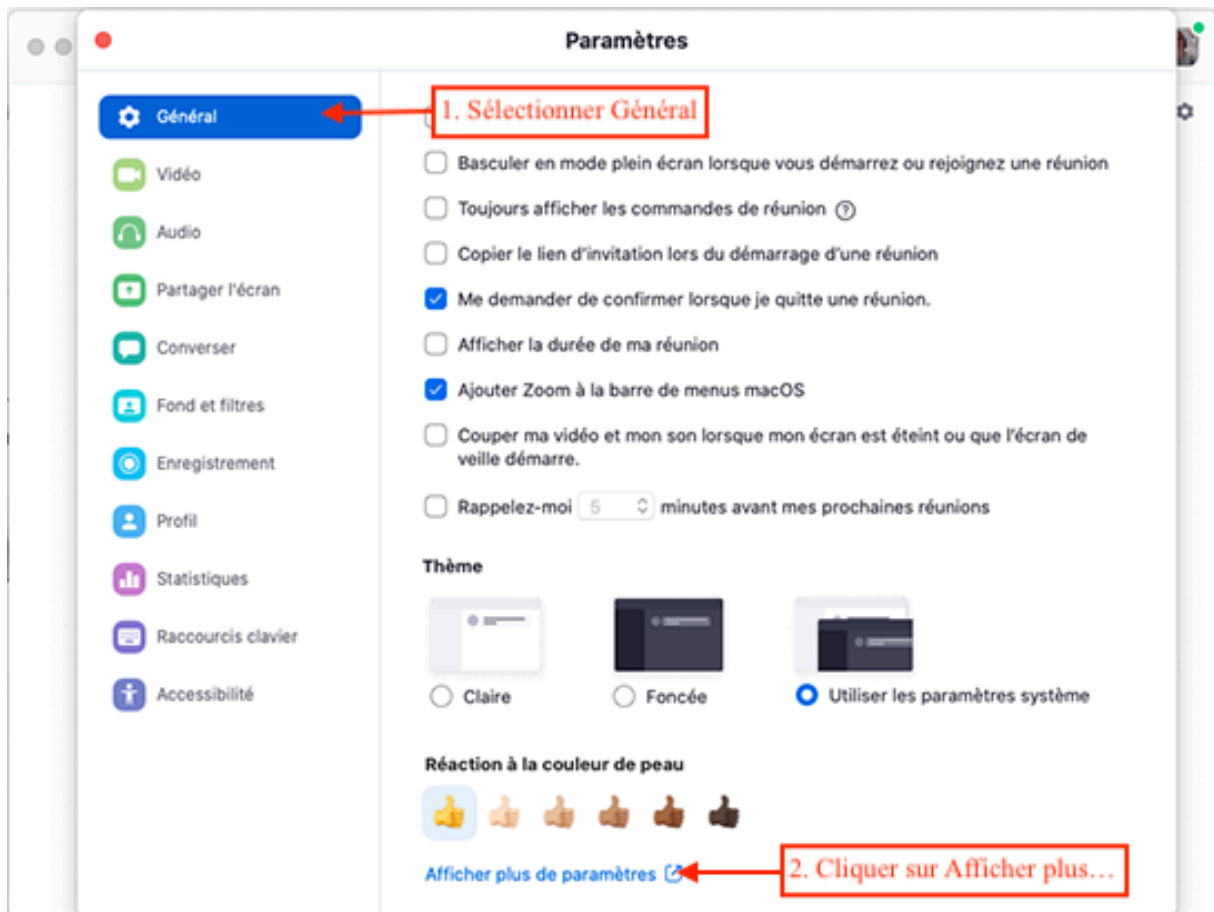 Paramètres
Général
1. Sélectionner Général
Basculer en mode plein écran lorsque vous démarrez ou rejoignez une réunion
Vidéo
Toujours afficher les commandes de réunion ?
Audio
Copier le lien d'invitation lors du démarrage d'une réunion
Partager l'écran
Me demander de confirmer lorsque je quitte une réunion.
Converser
Afficher la durée de ma réunion
Ajouter Zoom à la barre de menus macOS
Fond et filtres
Couper ma vidéo et mon son lorsque mon écran est éteint ou que l'écran de
veille démarre.
Enregistrement
Rappelez-moi 5 minutes avant mes prochaines réunions
Profil
Statistiques
Raccourcis clavier
Accessibilité
Thème
Claire
Foncée
Utiliser les paramètres système
Réaction à la couleur de peau
Afficher plus de paramètres
2. Cliquer sur Afficher plus...